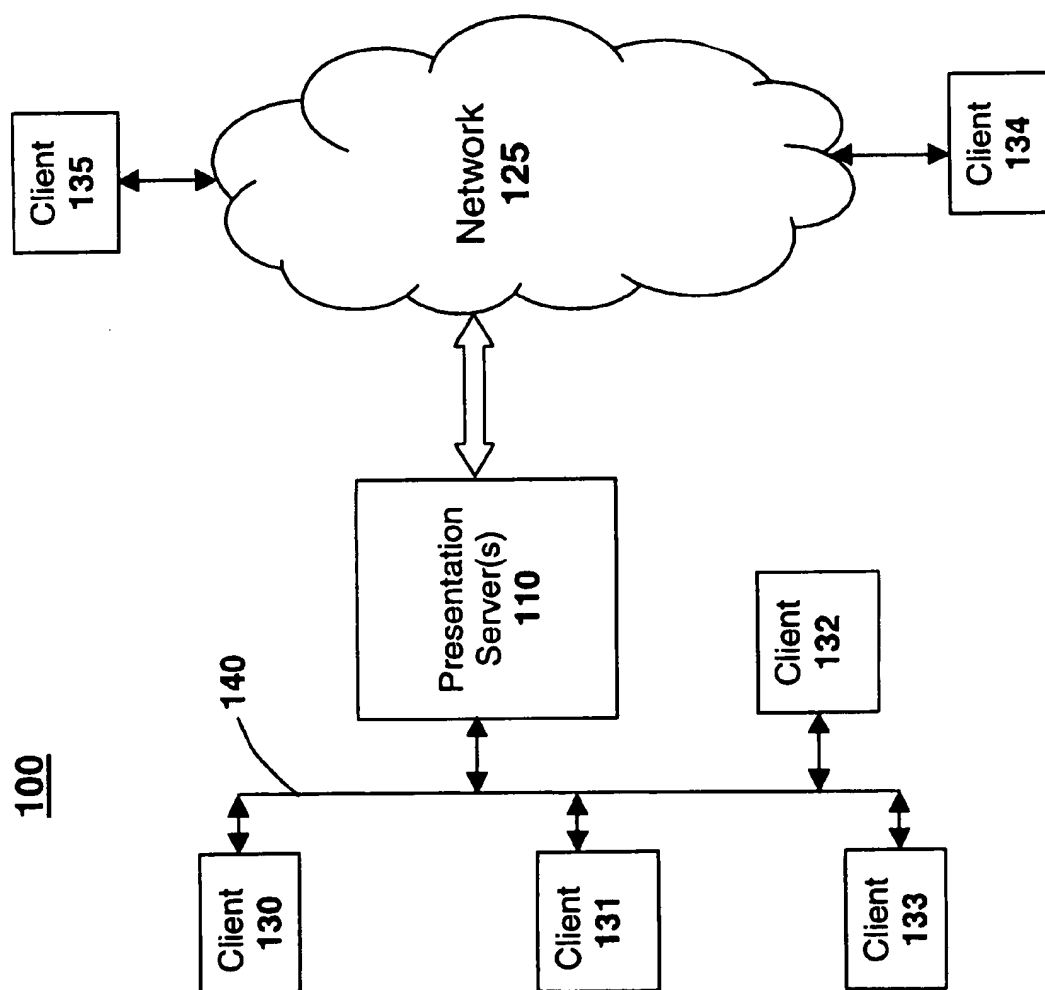 100
140
Client
130
Client
131
Client
133
Client
132
Presentation
Server(s)
110
Network
125
Client
135
Client
134